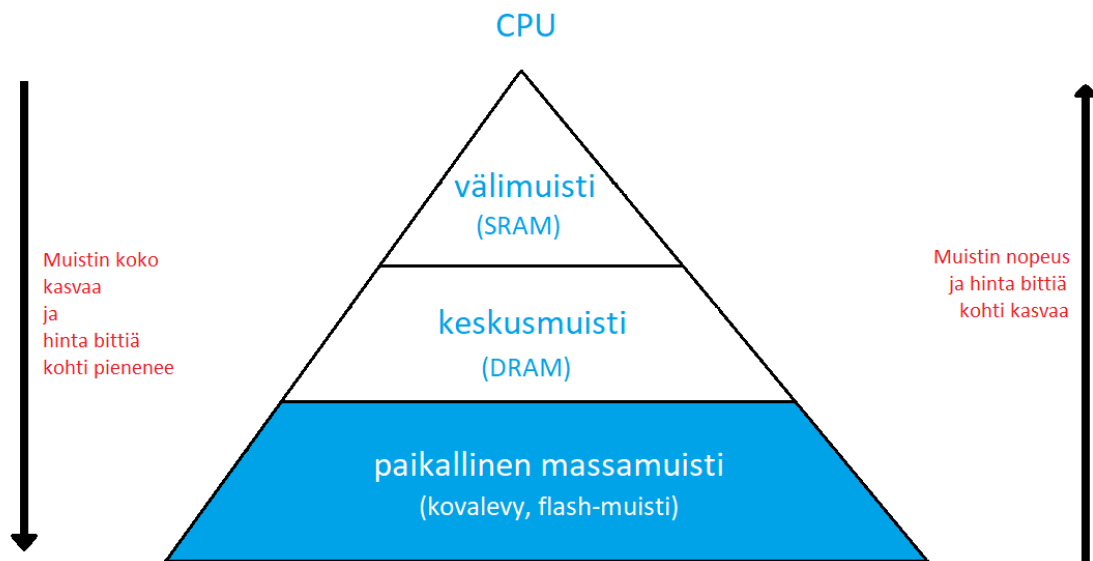 CPU
välimuisti
(SRAM)
Muistin koko
kasvaa
ja
hinta bittiä
kohti pienenee
Muistin nopeus
ja hinta bittiä
kohti kasvaa
keskusmuisti
(DRAM)
paikallinen massamuisti
(kovalevy, flash-muisti)